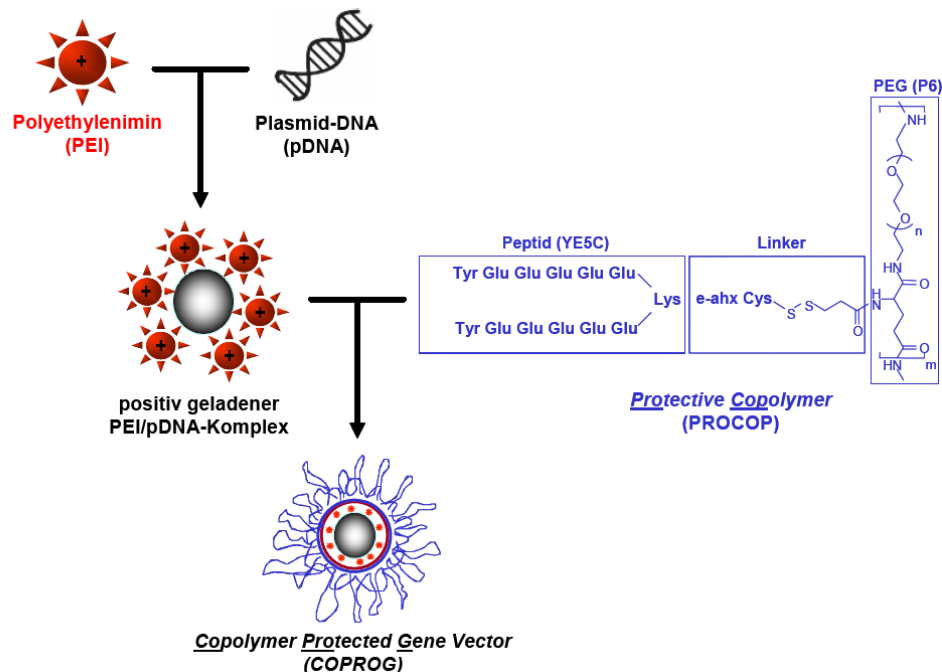 +
Polyethylenimin
(PEI)
Plasmid-DNA
(pDNA)
PEG (P6)
NH
O
O
n
HN
O
O
m
HN
Peptid (YE5C)
Linker
Tyr Glu Glu Glu Glu Glu
Lys
Tyr Glu Glu Glu Glu Glu
e-ahx Cys
S
S
O
HN
+
+
+
+
+
+
positiv geladener
PEI/pDNA-Komplex
Protective Copolymer
(PROCOP)
Copolymer Protected Gene Vector
(COPROG)